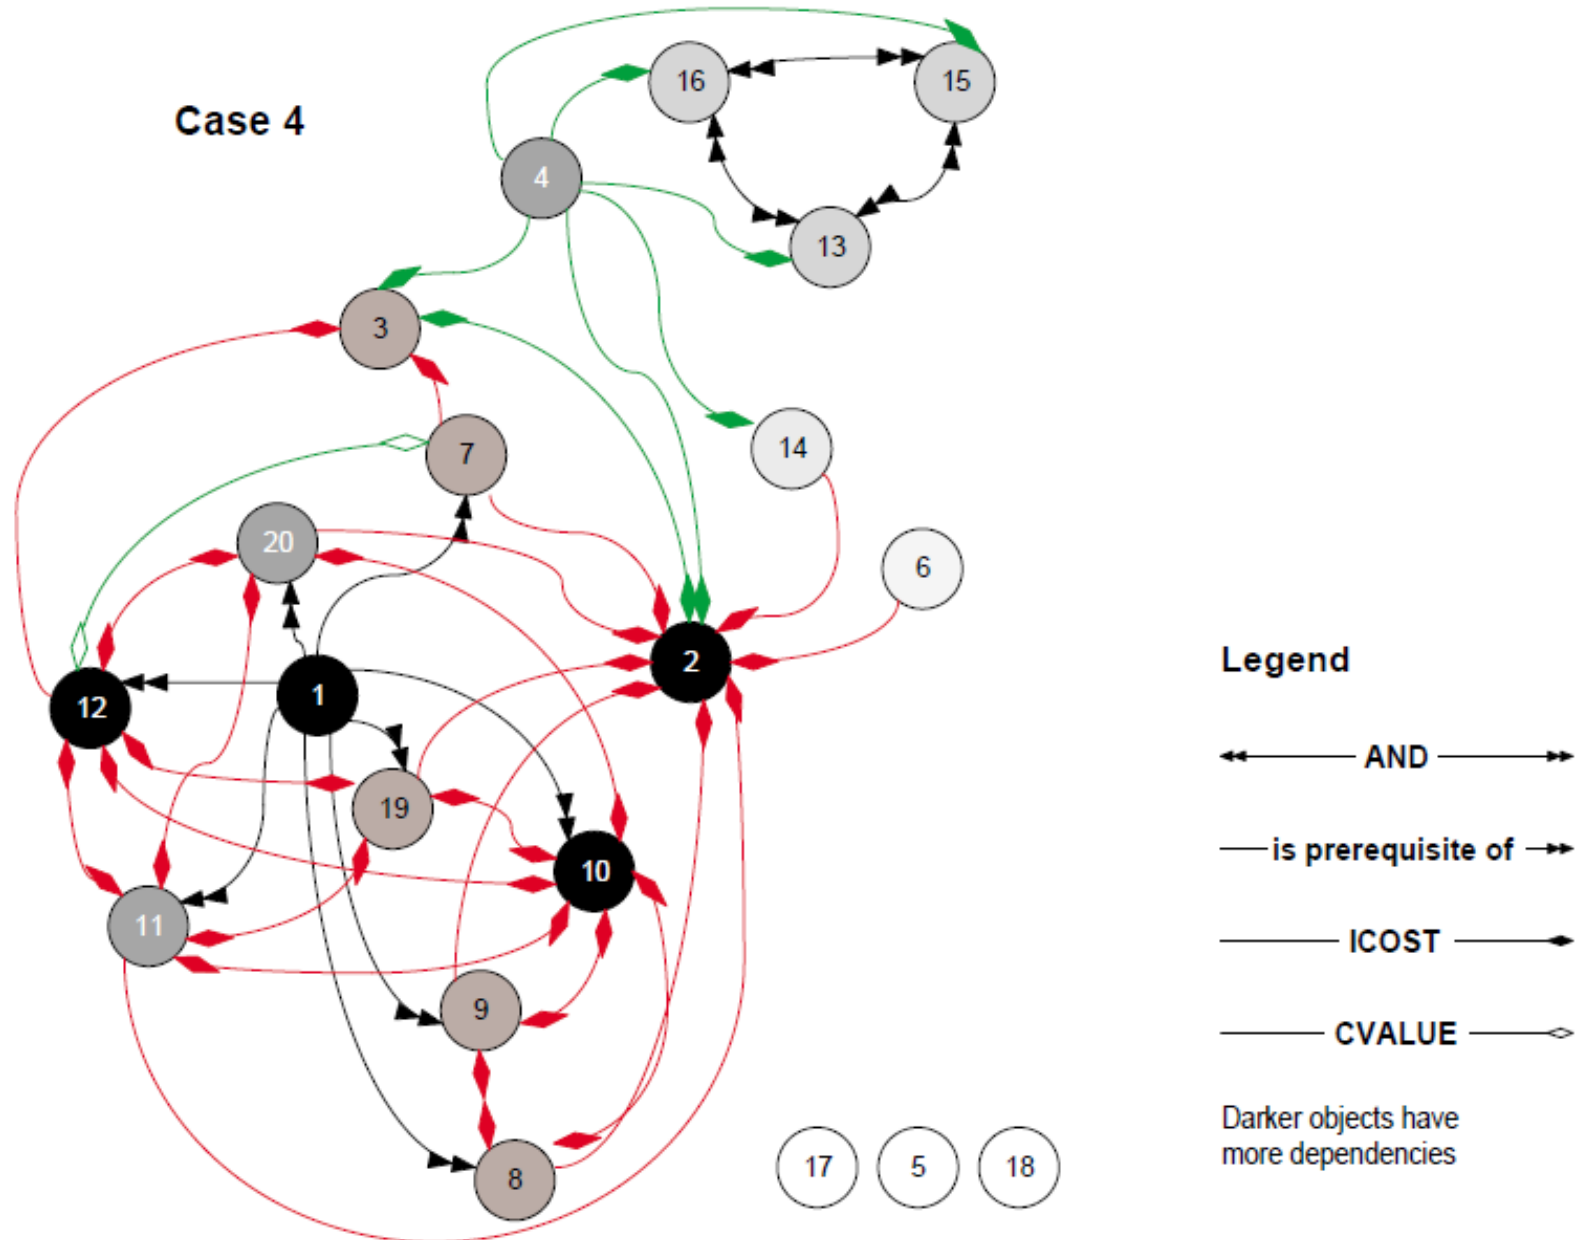 Case 4
16
15
4
13
3
7
14
20
6
2
12
1
19
10
11
9
8
17
5
18
Legend
AND
is prerequisite of
ICOST
CVALUE
Darker objects have
more dependencies